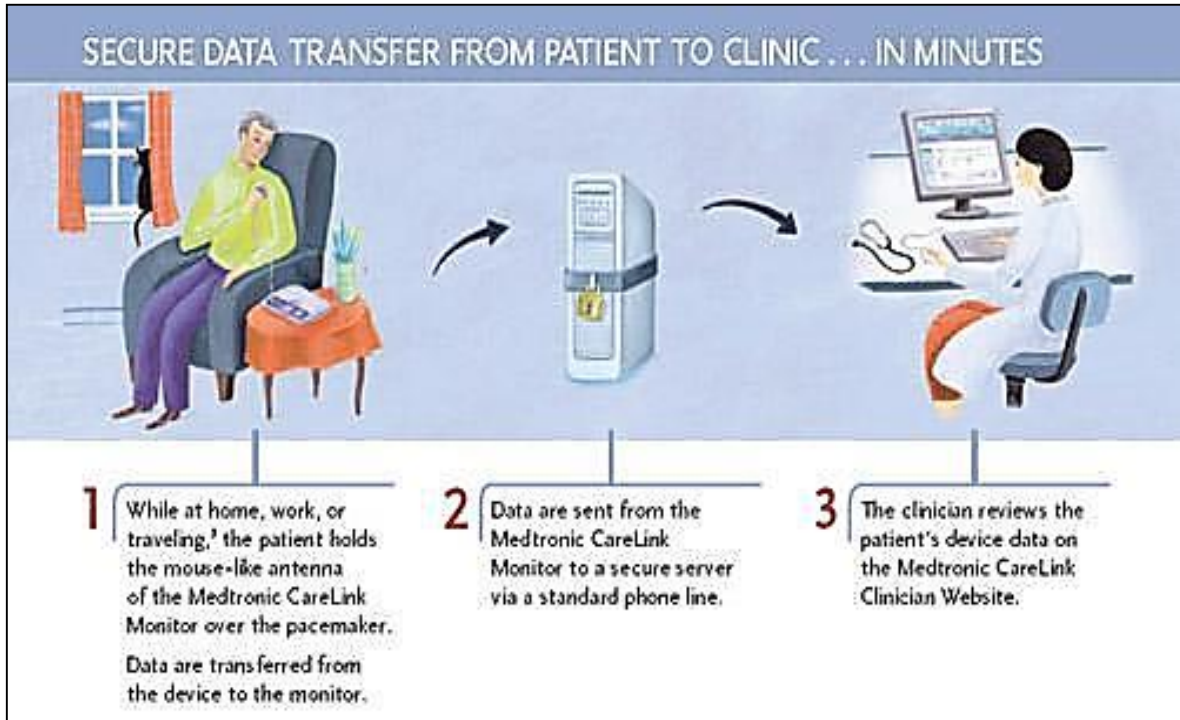 SECURE DATA TRANSFER FROM PATIENT TO CLINIC . . . IN MINUTES
1
While at home, work, or
traveling, the patient holds
the mouse-like antenna
of the Medtronic CareLink
Monitor over the pacemaker.
Data are transferred from
the device to the monitor.
2
Data are sent from the
Medtronic CareLink
Monitor to a secure server
via a standard phone line.
3
The clinician reviews the
patient's device data on
the Medtronic CareLink
Clinician Website.